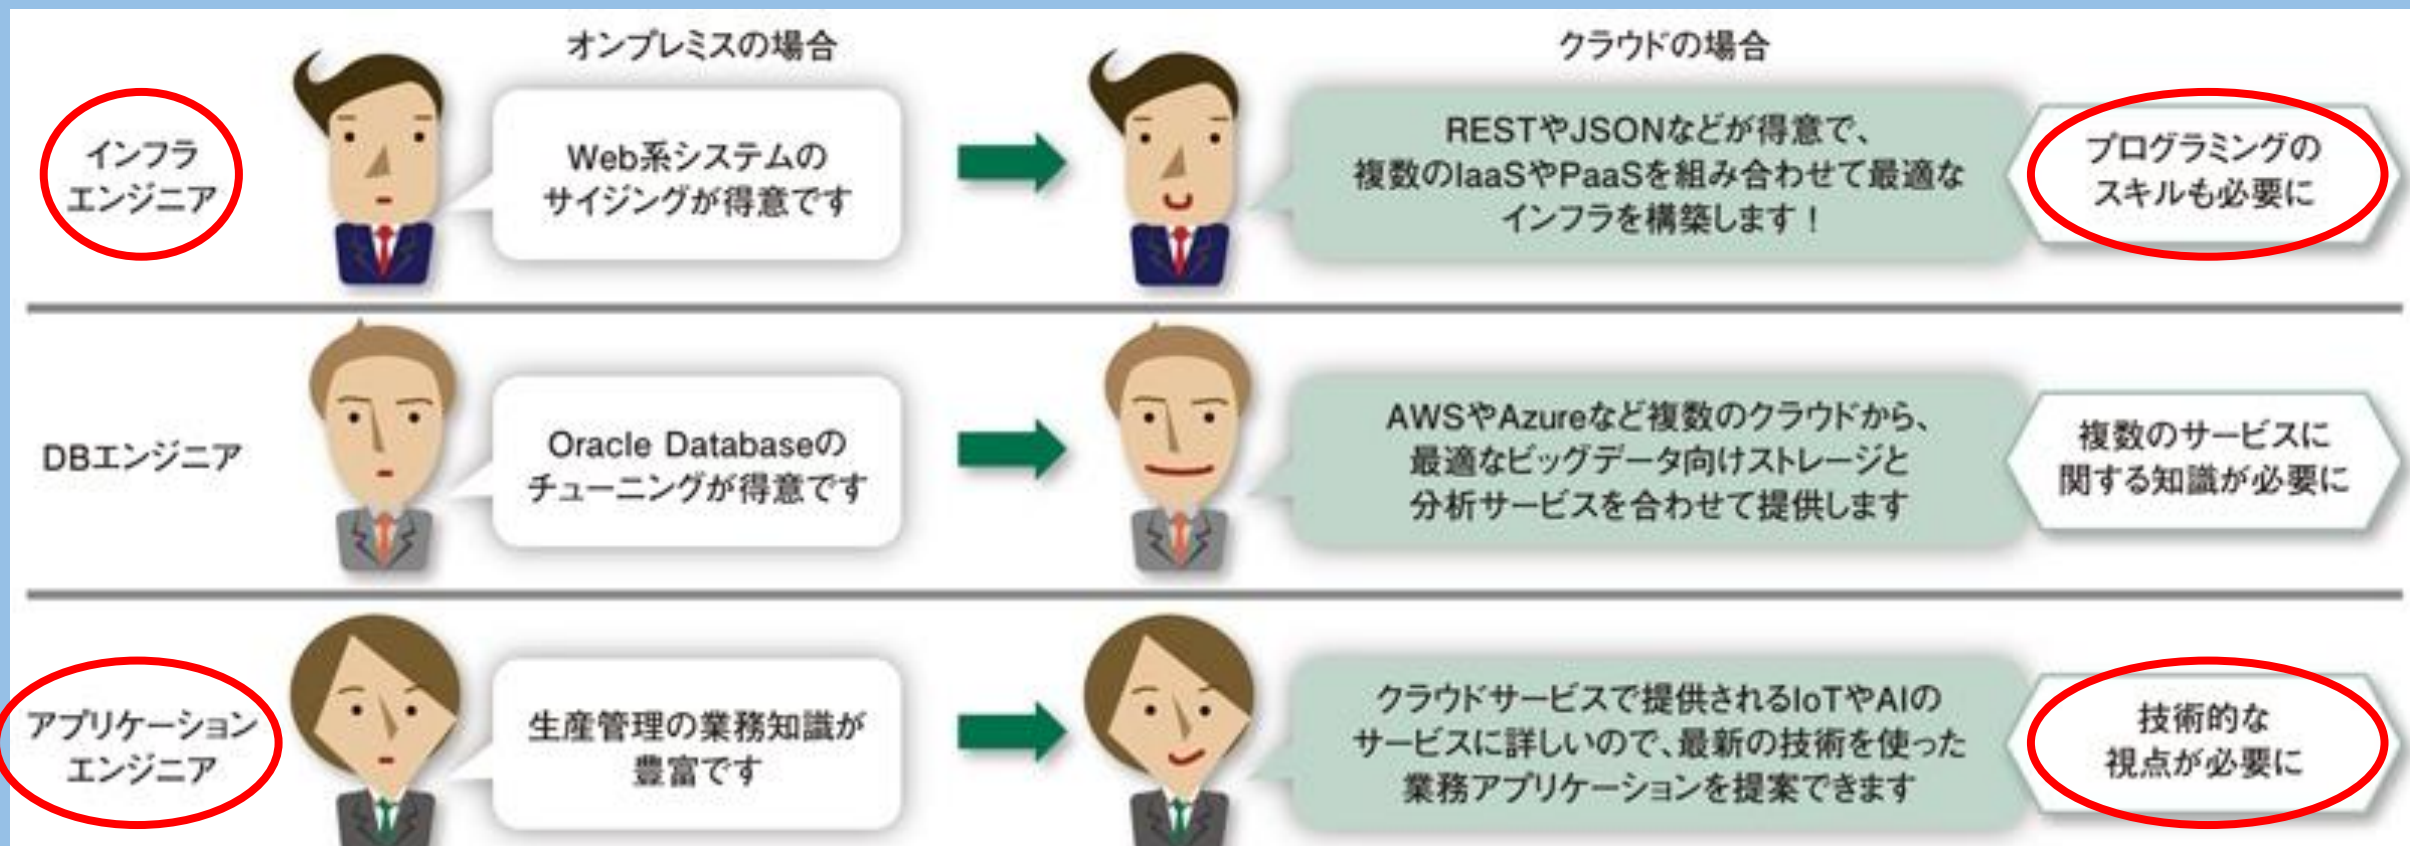 オンプレミスの場合
クラウドの場合
インフラ
エンジニア
Web系システムの
サイジングが得意です
RESTやJSONなどが得意で、
複数のIaaSやPaaSを組み合わせて最適な
インフラを構築します！
プログラミングの
スキルも必要に
DBエンジニア
Oracle Databaseの
チューニングが得意です
AWSやAzureなど複数のクラウドから、
最適なビッグデータ向けストレージと
分析サービスを合わせて提供します
複数のサービスに
関する知識が必要に
アプリケーション
エンジニア
生産管理の業務知識が
豊富です
クラウドサービスで提供されるIoTやAIの
サービスに詳しいので、最新の技術を使った
業務アプリケーションを提案できます
技術的な
視点が必要に